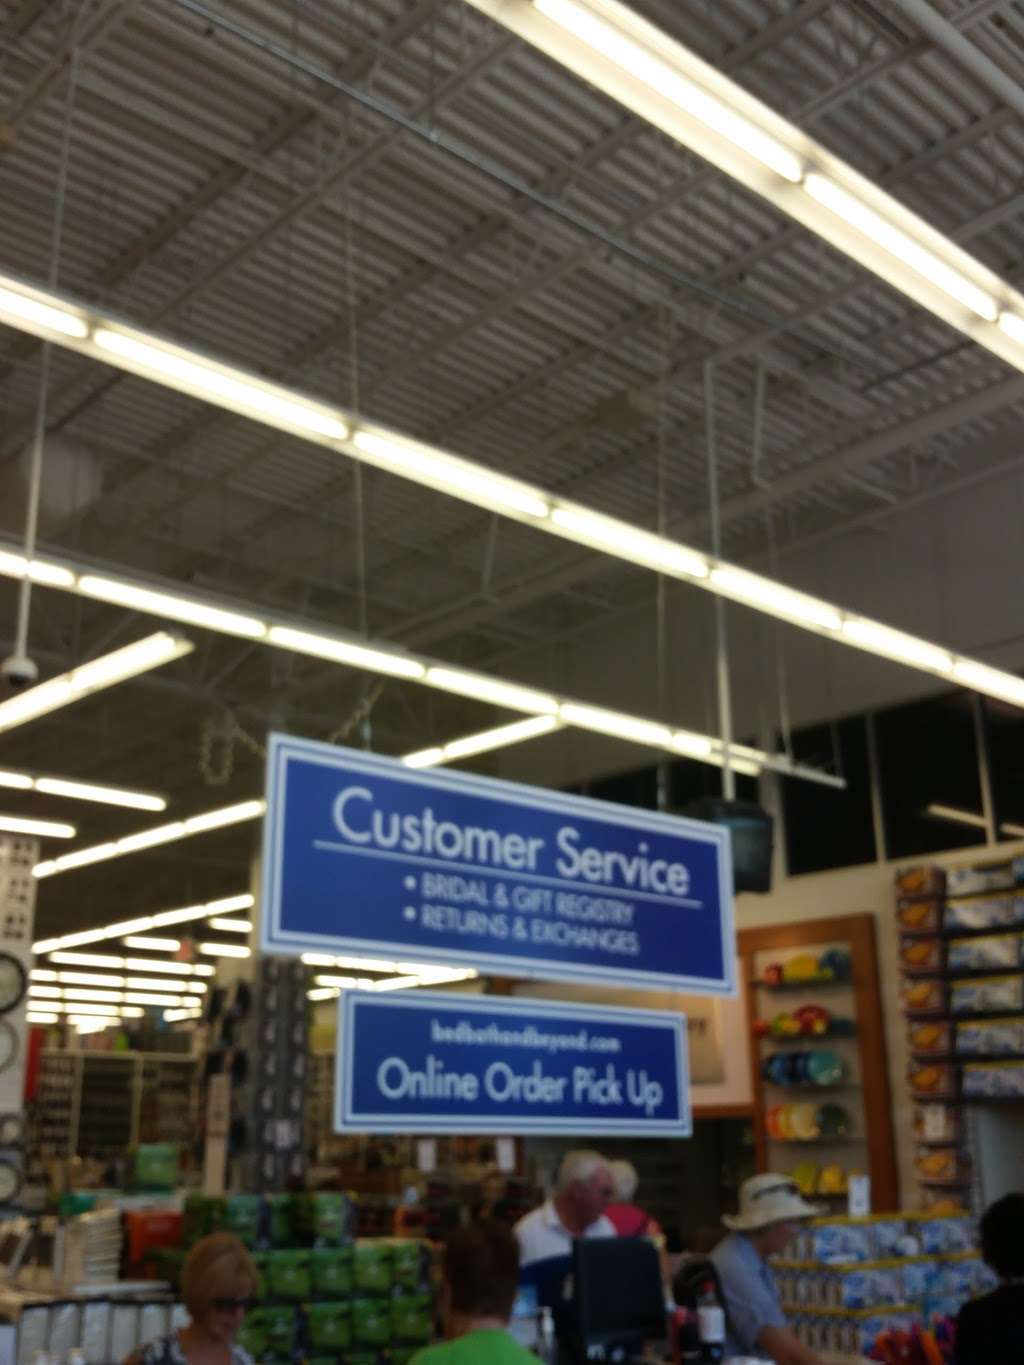 Customer Service
• BRIDAL & GIFT REGISTRY
• RETURNS & EXCHANGES
bedbathandbeyond.com
Online Order Pick Up